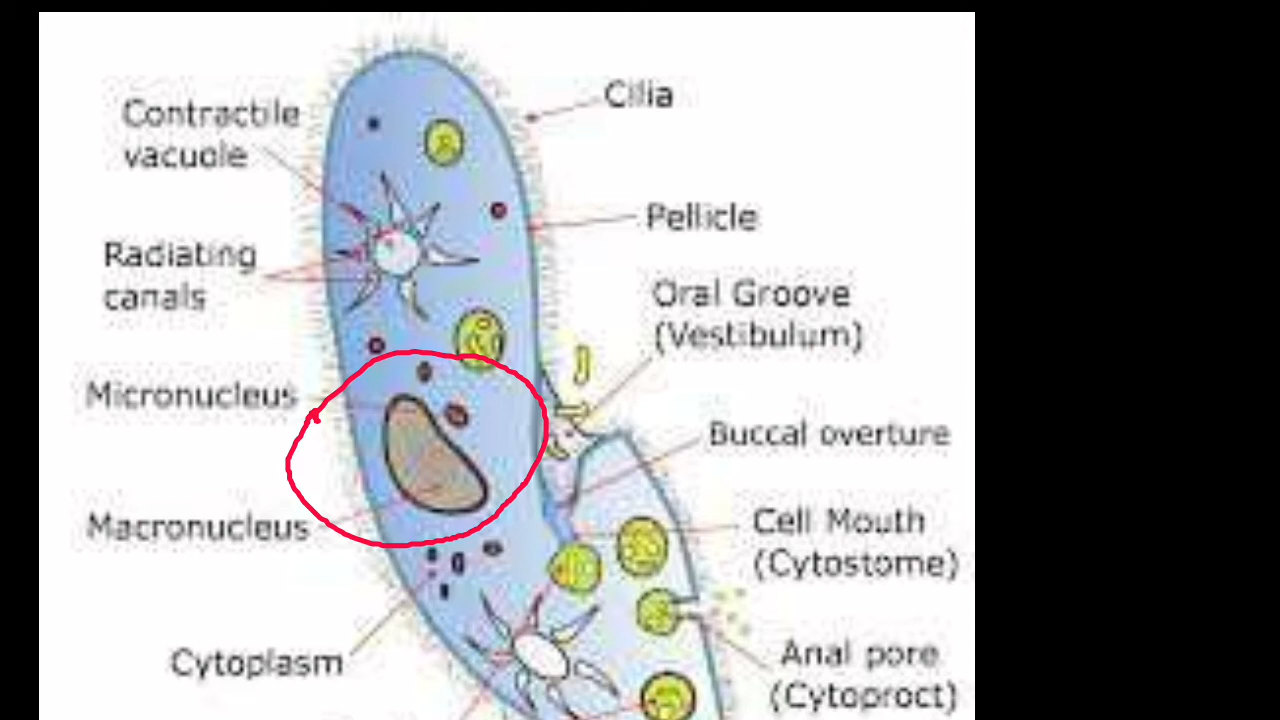 Contractile
vacuole
Cilia
Pellicle
Radiating
canals
Oral Groove
(Vestibulum)
Micronucleus
Buccal overture
Macronucleus
Cell Mouth
(Cytostome)
Cytoplasm
Anal pore
(Cytoproct)